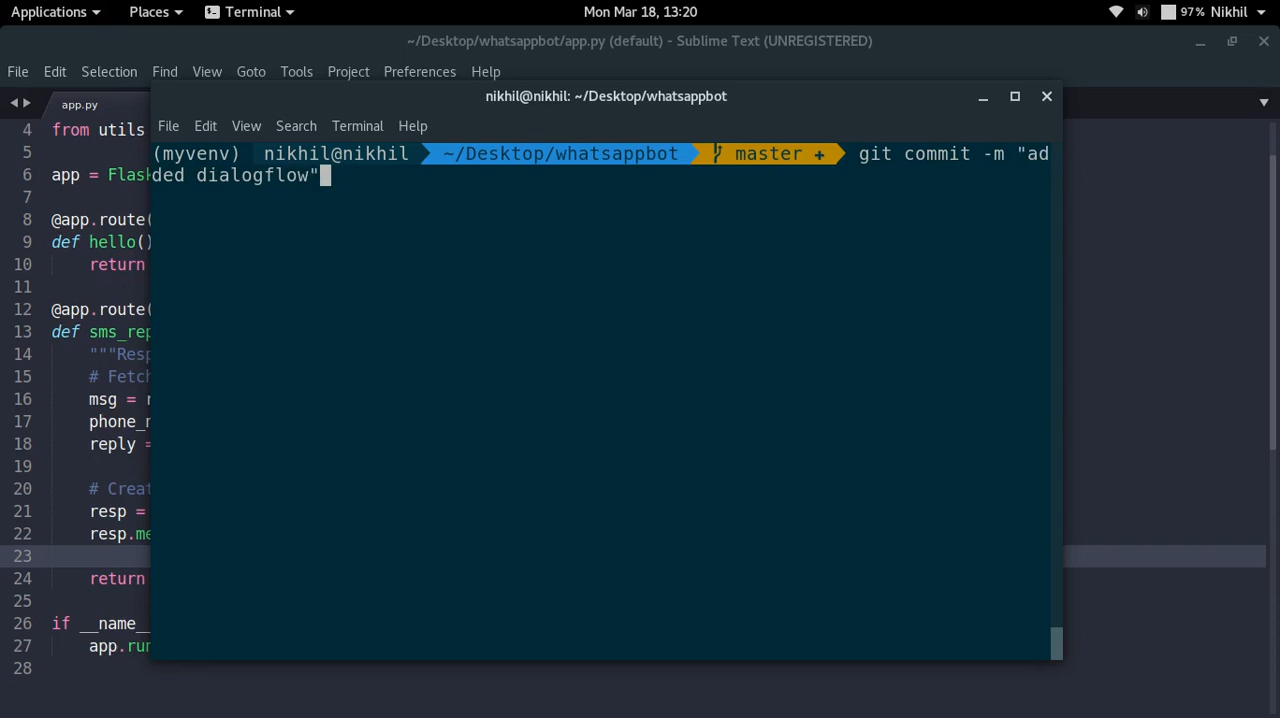 Applications Places Terminal Mon Mar 18, 13:20 97% Nikhil
~/Desktop/whatsappbot/app.py (default) - Sublime Text (UNREGISTERED)
File Edit Selection Find View Goto Tools Project Preferences Help
app.py
nikhil@nikhil: ~/Desktop/whatsappbot
File Edit View Search Terminal Help
(myvenv) nikhil@nikhil ~/Desktop/whatsappbot master + git commit -m "ad
ded dialogflow"
4 from utils
5
6 app = Flas
7
8 @app.route(
9 def hello()
10 return
11
12 @app.route(
13 def sms_rep
14 """Resp
15 # Fetch
16 msg = r
17 phone_n
18 reply =
19
20 # Creat
21 resp =
22 resp.me
23
24 return
25
26 if __name__
27 app.run
28